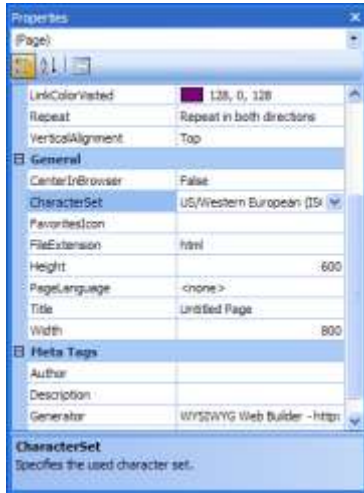 Properties
(Page)
LinkColorVisited 128, 0, 128
Repeat Repeat in both directions
VerticalAlignment Top
General
CenterInBrowser False
CharacterSet US/Western European (ISO
FavoritesIcon
FileExtension html
Height 600
PageLanguage <none>
Title Untitled Page
Width 800
Meta Tags
Author
Description
Generator WYSIWYG Web Builder - http:
CharacterSet
Specifies the used character set.